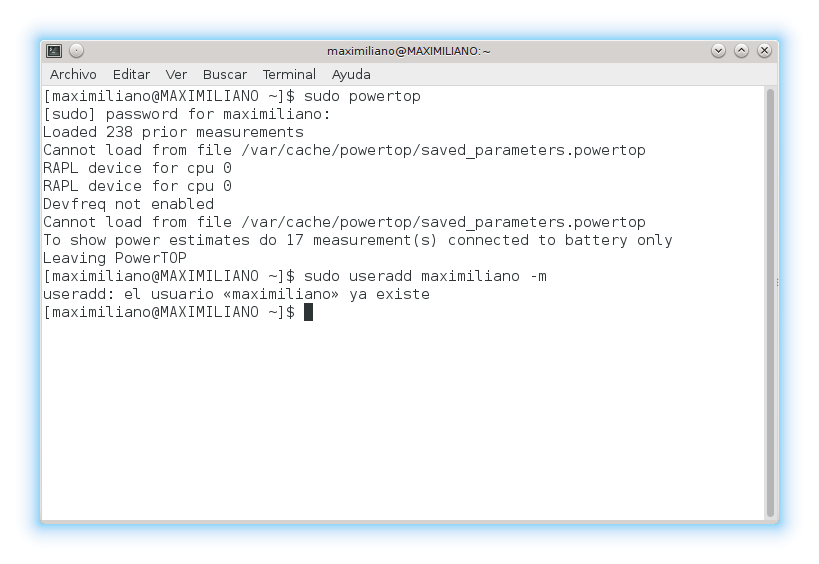 maximiliano@MAXIMILIANO:~
Archivo Editar Ver Buscar Terminal Ayuda
[maximiliano@MAXIMILIANO ~]$ sudo powertop
[sudo] password for maximiliano:
Loaded 238 prior measurements
Cannot load from file /var/cache/powertop/saved_parameters.powertop
RAPL device for cpu 0
RAPL device for cpu 0
Devfreq not enabled
Cannot load from file /var/cache/powertop/saved_parameters.powertop
To show power estimates do 17 measurement(s) connected to battery only
Leaving PowerTOP
[maximiliano@MAXIMILIANO ~]$ sudo useradd maximiliano -m
useradd: el usuario «maximiliano» ya existe
[maximiliano@MAXIMILIANO ~]$